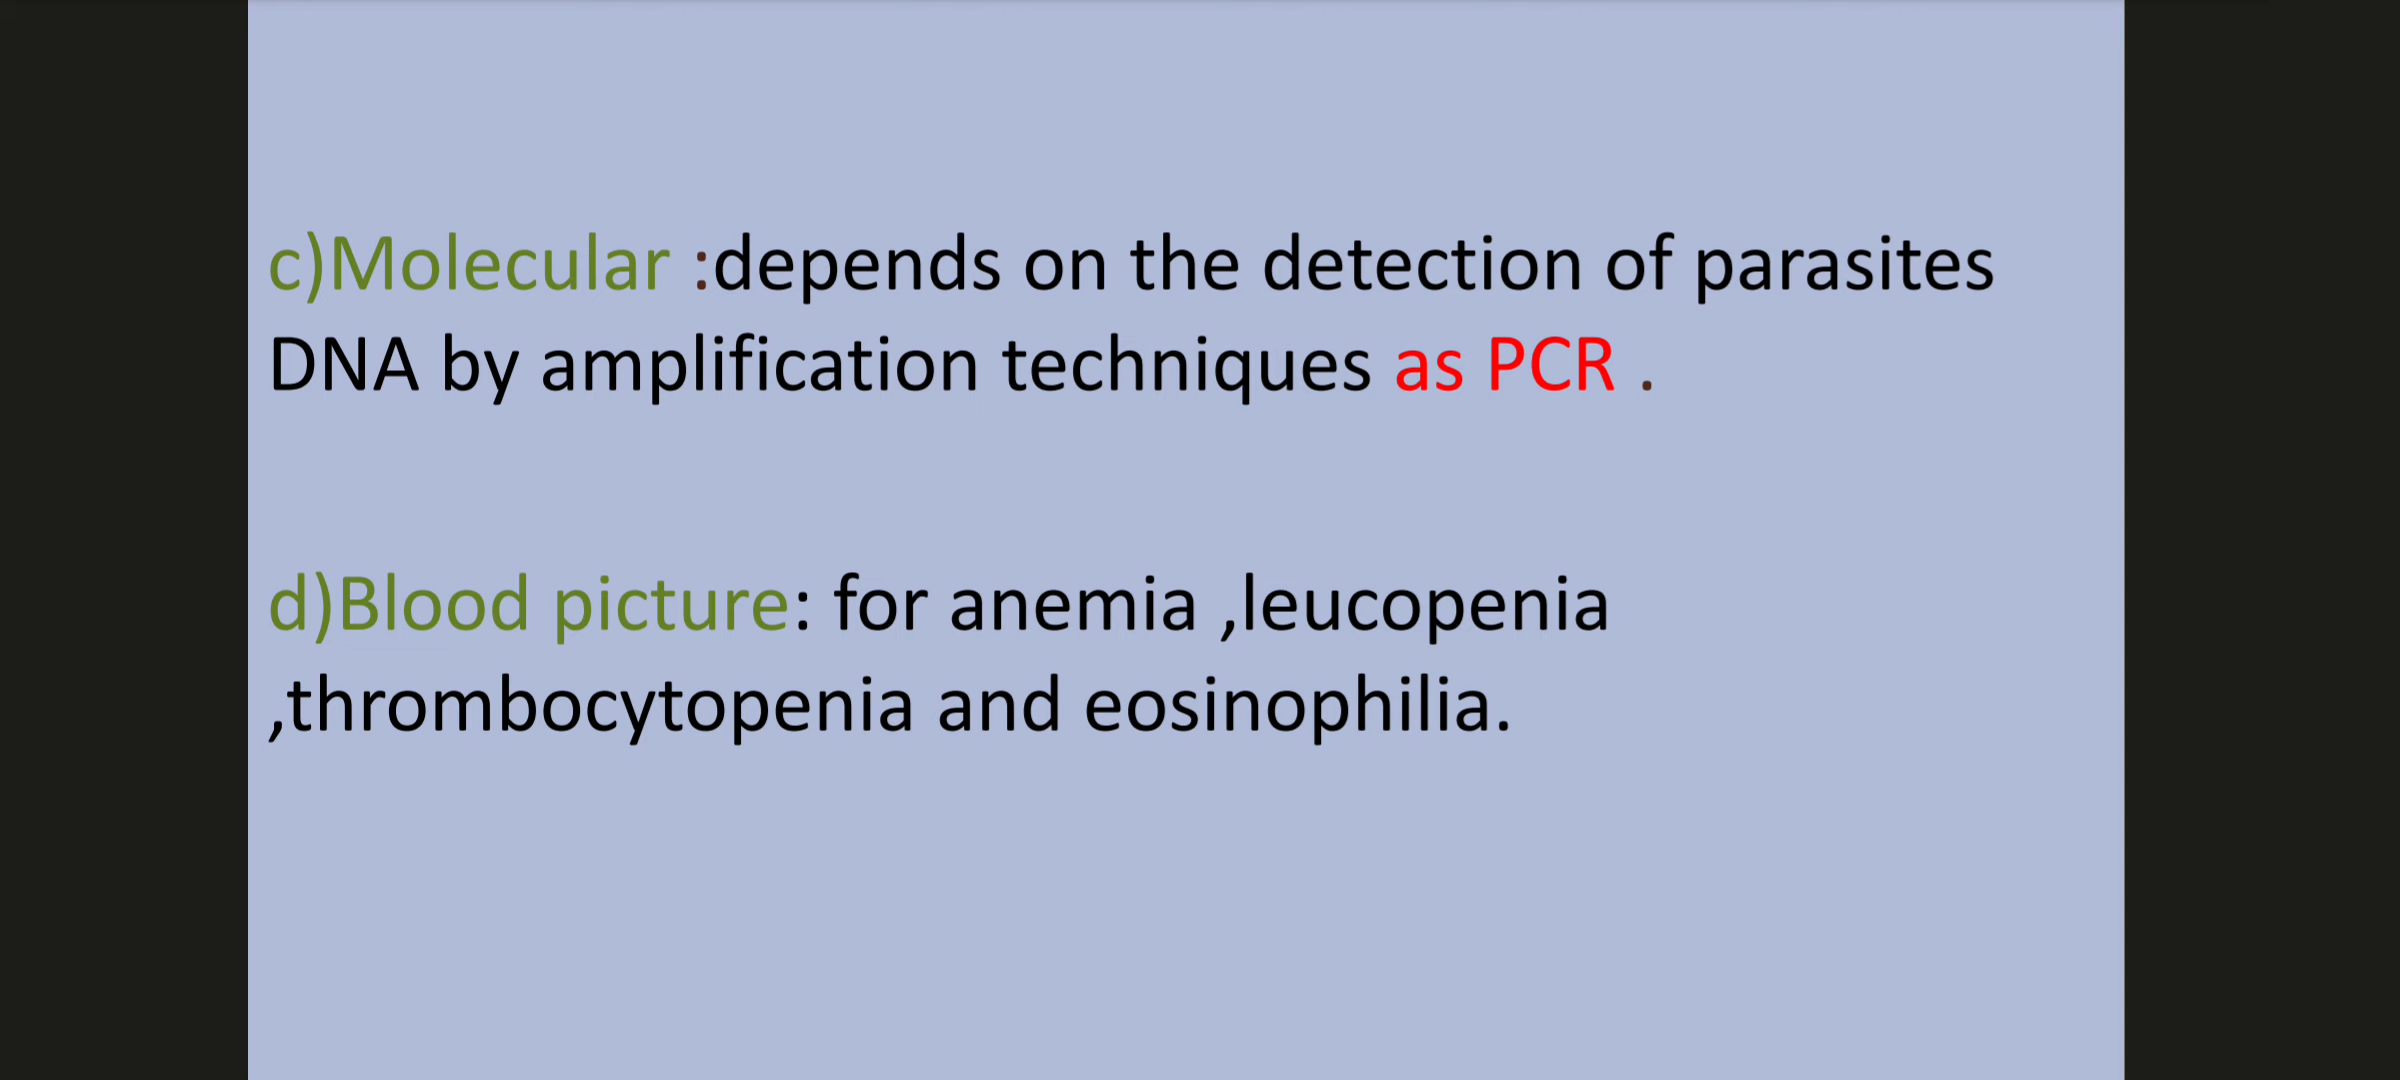 c)Molecular :depends on the detection of parasites
DNA by amplification techniques as PCR .
d)Blood picture: for anemia ,leucopenia
,thrombocytopenia and eosinophilia.